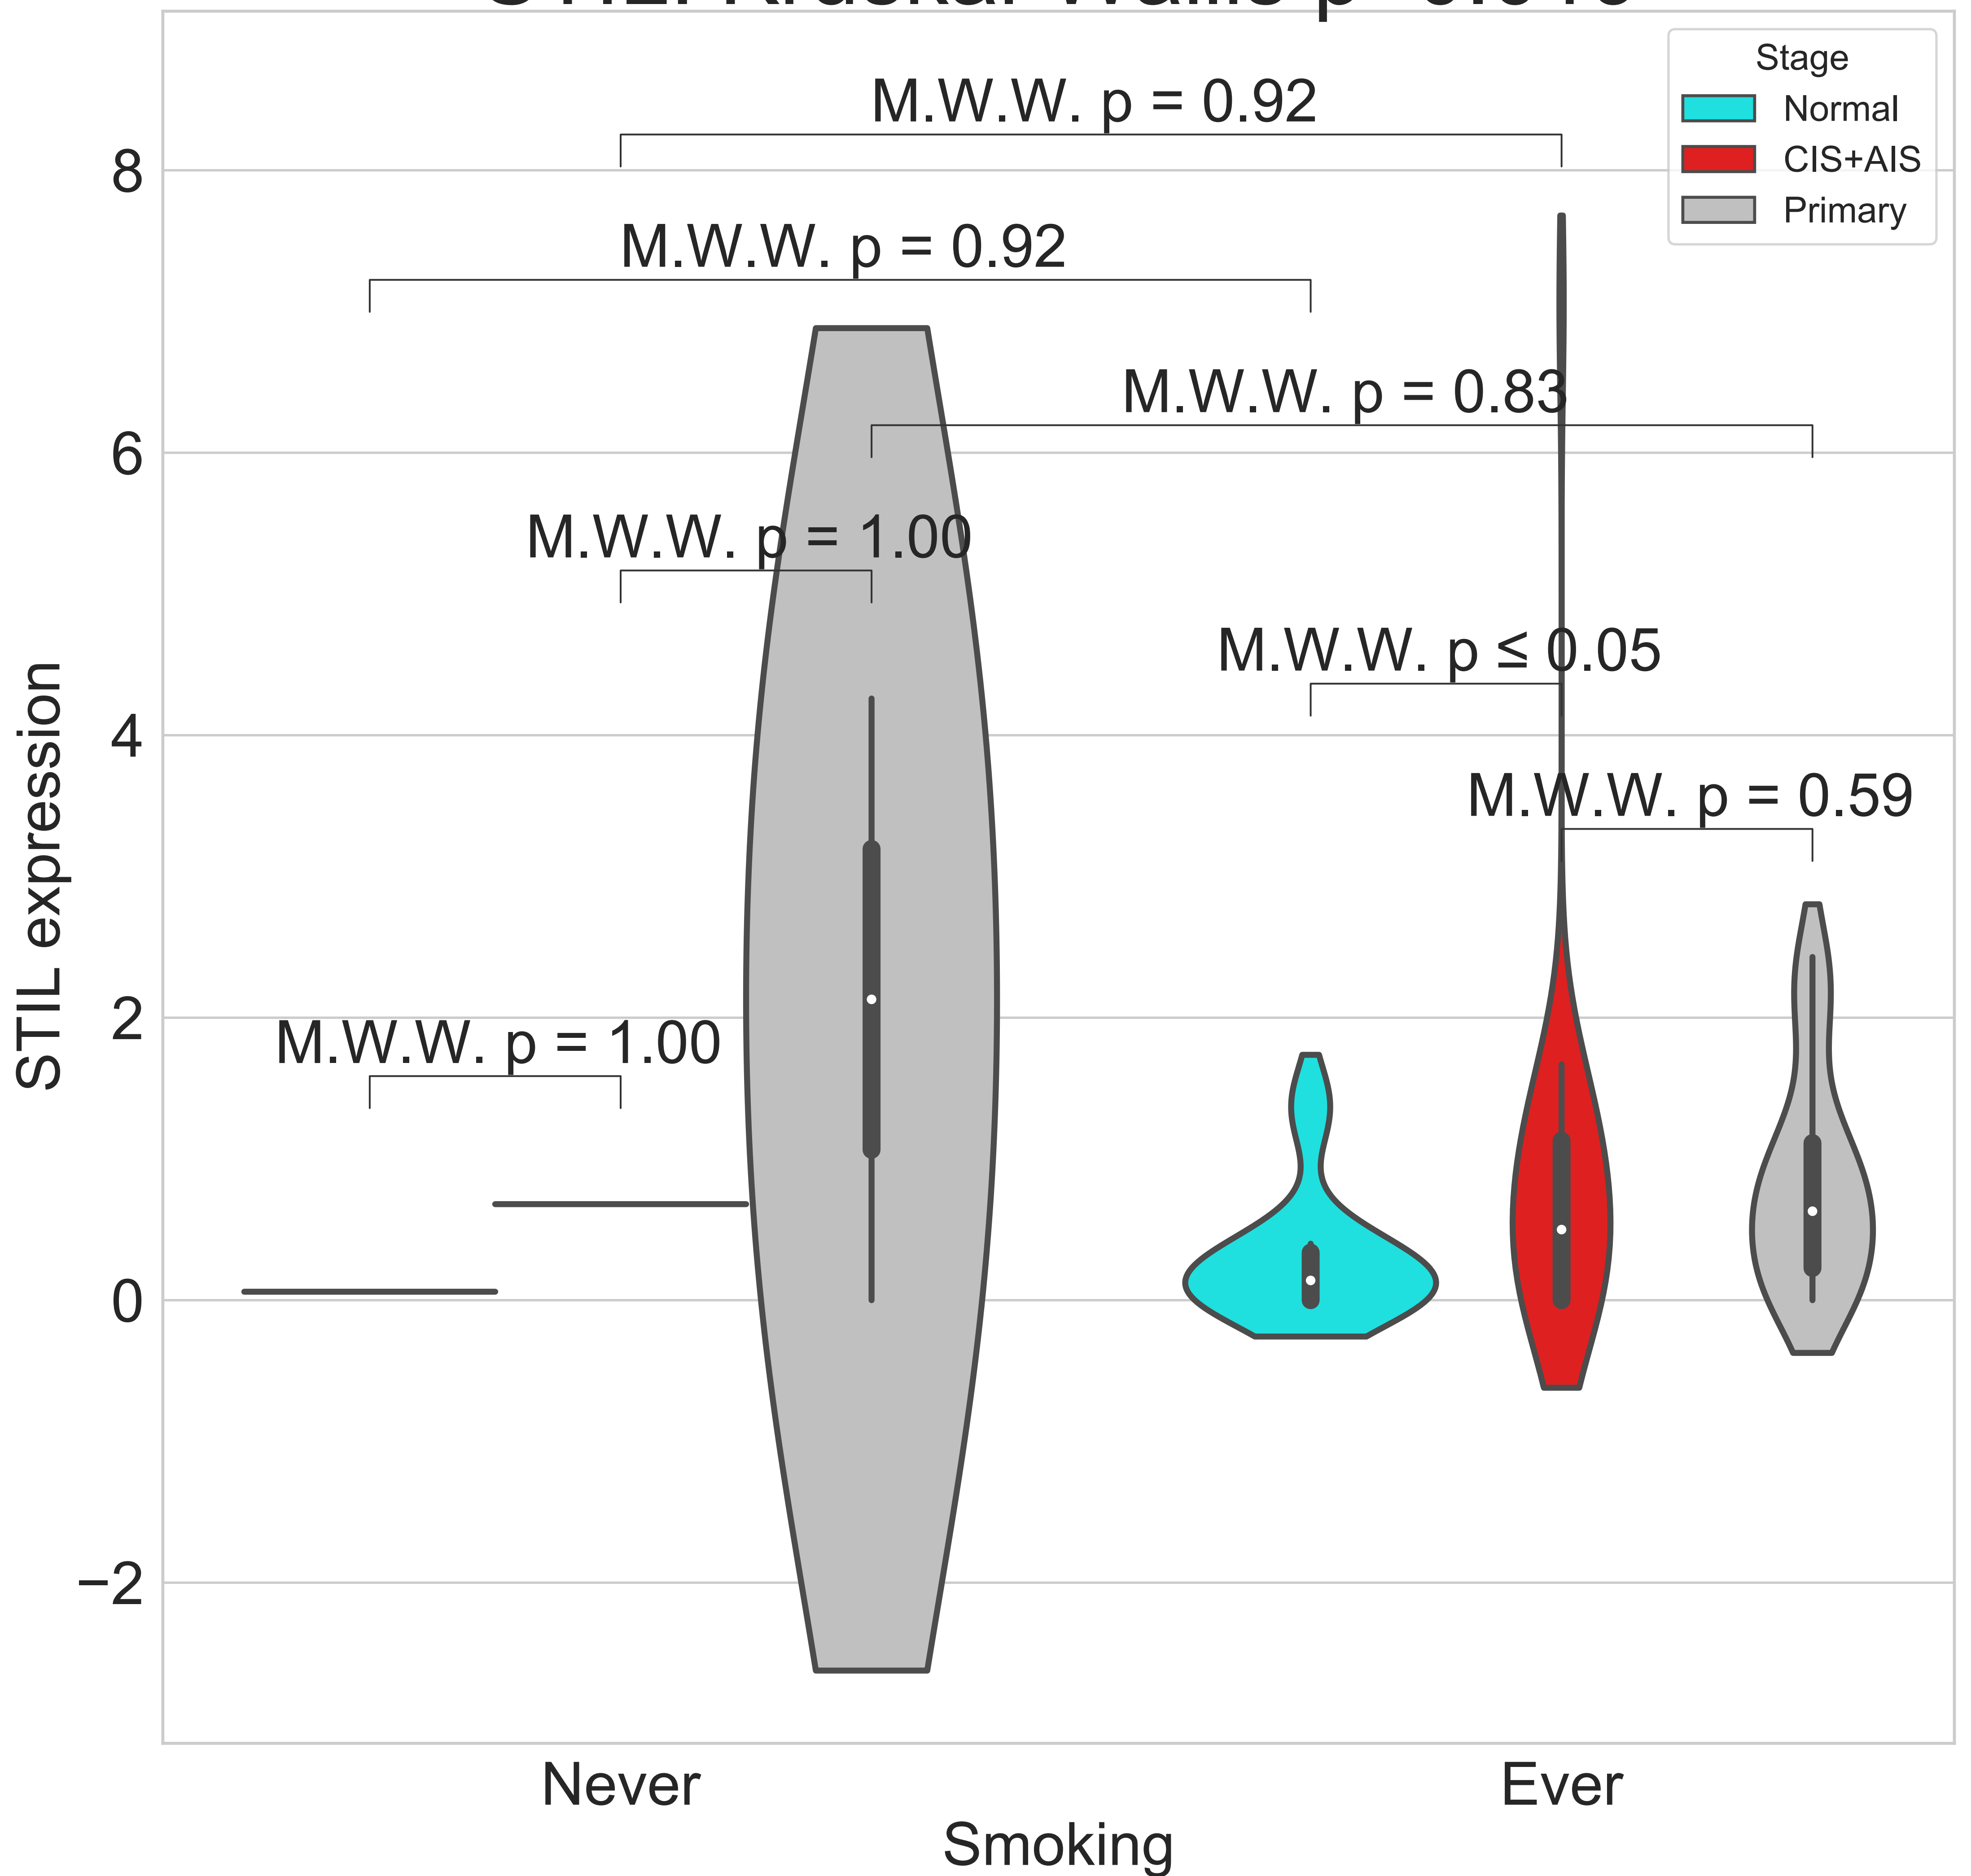 M.W.W. p = 0.92
Stage
Normal
CIS+AIS
Primary
M.W.W. p = 0.92
M.W.W. p = 0.83
M.W.W. p = 1.00
M.W.W. p ≤ 0.05
M.W.W. p = 0.59
M.W.W. p = 1.00
8
6
4
2
0
−2
STIL expression
Never
Ever
Smoking